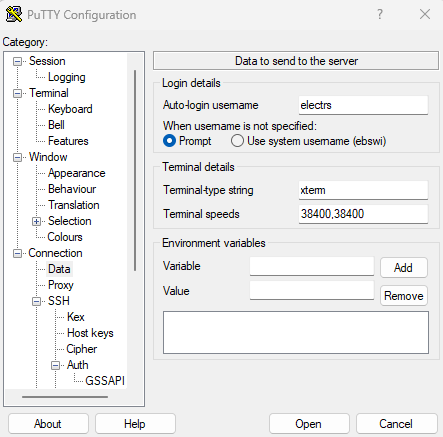 PuTTY Configuration
Category:
Session
Logging
Terminal
Keyboard
Bell
Features
Window
Appearance
Behaviour
Translation
Selection
Colours
Connection
Data
Proxy
SSH
Kex
Host keys
Cipher
Auth
GSSAPI
Data to send to the server
Login details
Auto-login username electrs
When username is not specified:
Prompt Use system username (ebswi)
Terminal details
Terminal-type string xterm
Terminal speeds 38400,38400
Environment variables
Variable Add
Value Remove
About Help Open Cancel